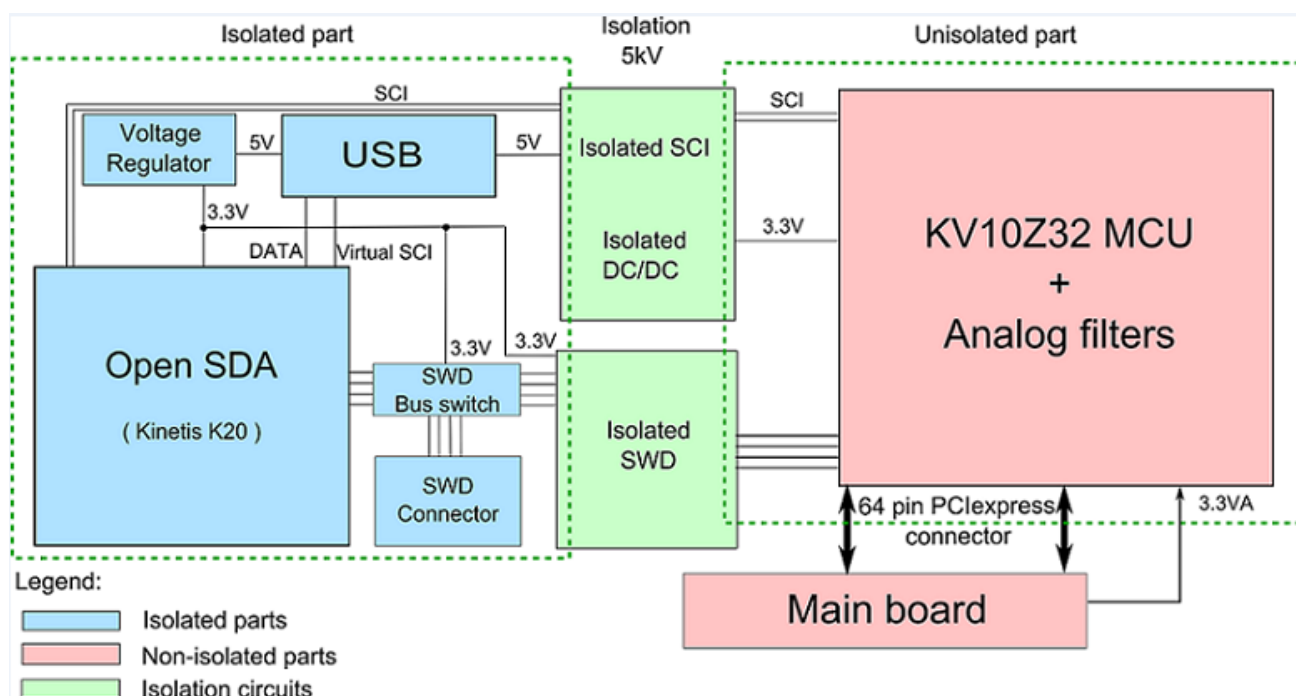 Isolated part
Isolation
5kV
Unisolated part
SCI
SCI
Voltage
Regulator
5V
USB
5V
Isolated SCI
3.3V
DATA
Virtual SCI
Isolated
DC/DC
3.3V
KV10Z32 MCU
+
Analog filters
Open SDA
( Kinetis K20 )
3.3V
3.3V
SWD
Bus switch
Isolated
SWD
SWD
Connector
64 pin PCIexpress
connector
3.3VA
Main board
Legend:
Isolated parts
Non-isolated parts
Isolation circuits